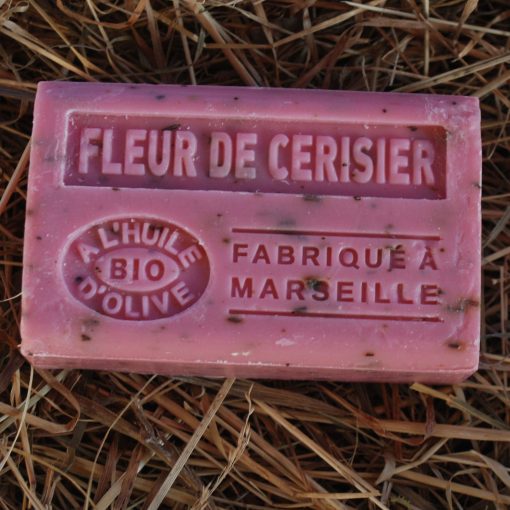 FLEUR DE CERISIER
A L'HUILE
BIO
D'OLIVE
FABRIQUÉ À
MARSEILLE